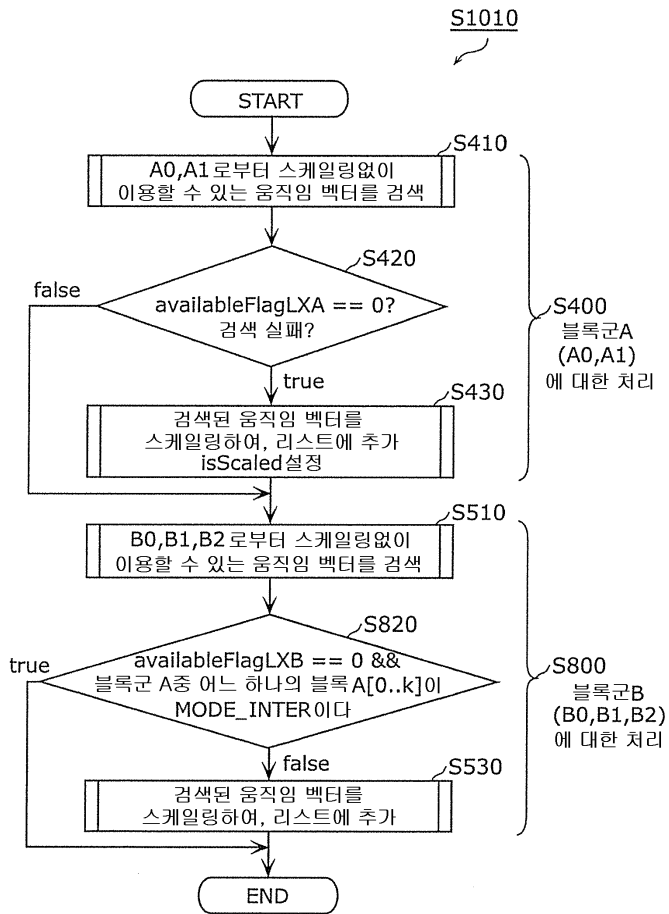 S1010
START
S410
A0,A1로부터 스케일링없이
이용할 수 있는 움직임 벡터를 검색
S420
false
availableFlagLXA == 0?
검색 실패?
true
S400
블록군A
(A0,A1)
에 대한 처리
S430
검색된 움직임 벡터를
스케일링하여, 리스트에 추가
isScaled설정
S510
B0,B1,B2로부터 스케일링없이
이용할 수 있는 움직임 벡터를 검색
S820
true
availableFlagLXB == 0 &&
블록군 A중 어느 하나의 블록A[0..k]이
MODE_INTER이다
false
S800
블록군B
(B0,B1,B2)
에 대한 처리
S530
검색된 움직임 벡터를
스케일링하여, 리스트에 추가
END